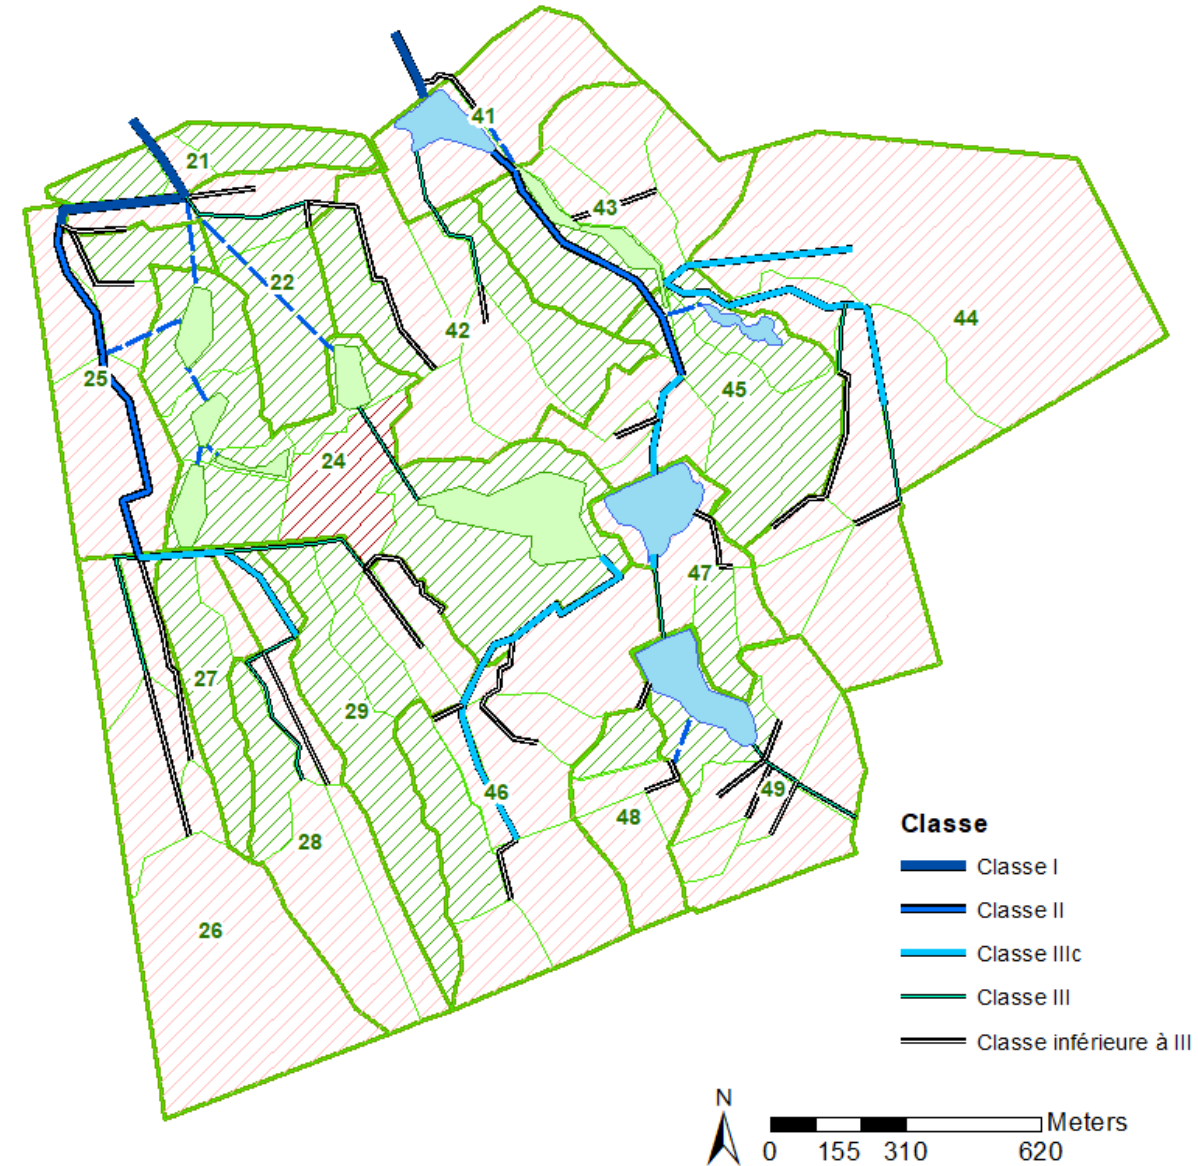 41
21
43
22
42
44
25
45
24
47
27
29
46
49
48
28
26
Classe
Classe I
Classe II
Classe IIIc
Classe III
Classe inférieure à III
N
Meters
0 155 310 620